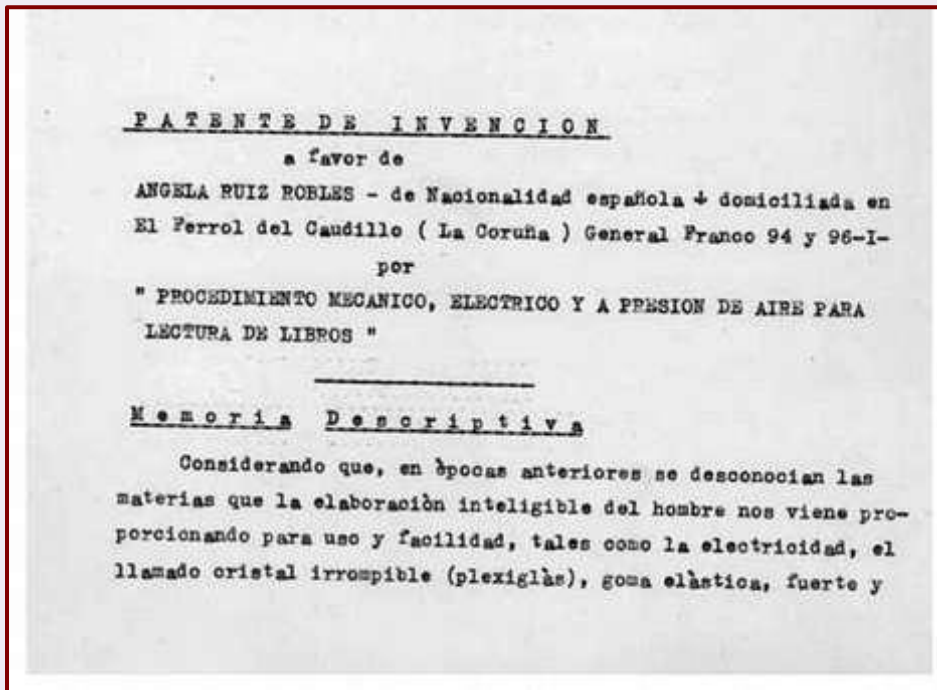 PATENTE DE INVENCION
a favor de
ANGELA RUIZ ROBLES - de Nacionalidad española + domiciliada en
El Ferrol del Caudillo ( La Coruña ) General Franco 94 y 96-I-
por
" PROCEDIMIENTO MECANICO, ELECTRICO Y A PRESION DE AIRE PARA
LECTURA DE LIBROS "
Memoria Descriptiva
Considerando que, en èpocas anteriores se desconocian las
materias que la elaboraciòn inteligible del hombre nos viene pro-
porcionando para uso y facilidad, tales como la electricidad, el
llamado cristal irrompible (plexiglàs), goma elàstica, fuerte y